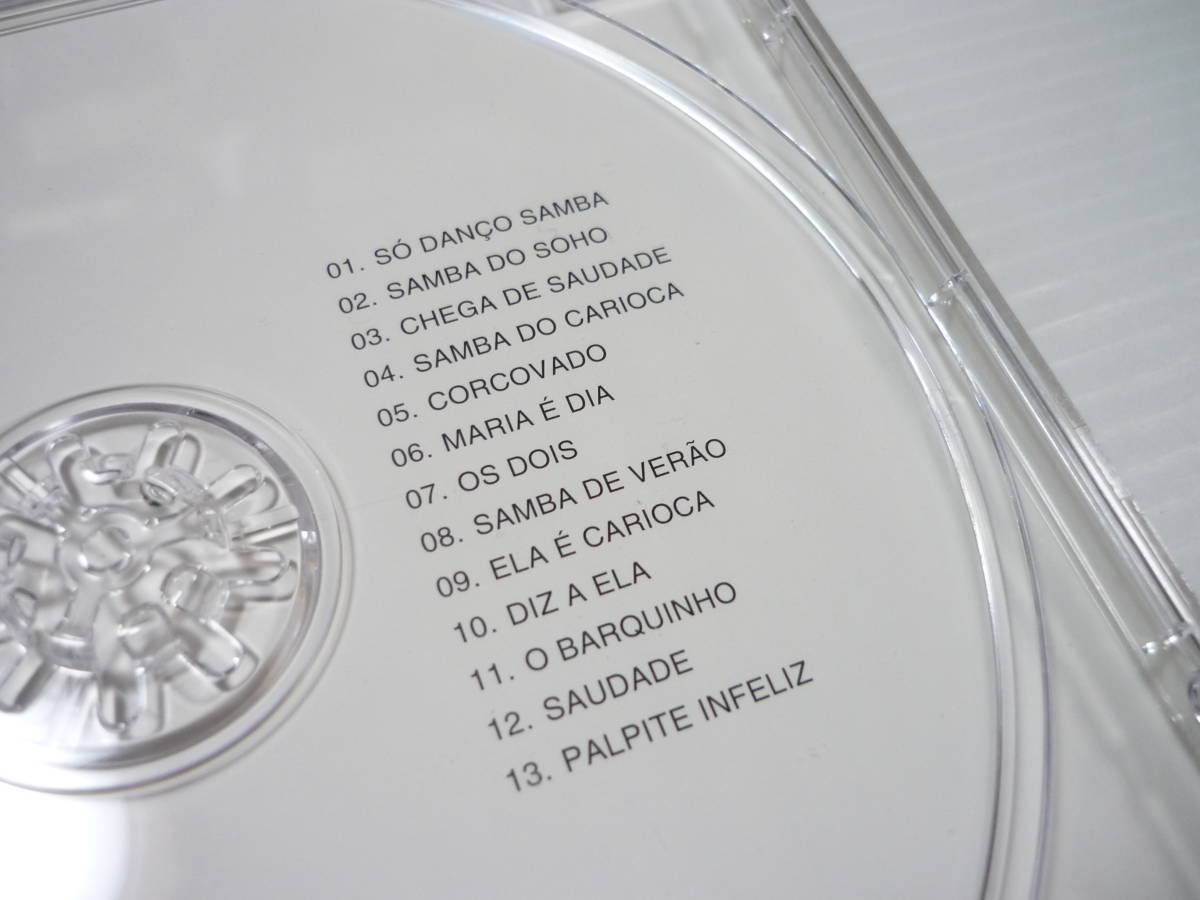 01. SÓ DANÇO SAMBA
02. SAMBA DO SOHO
03. CHEGA DE SAUDADE
04. SAMBA DO CARIOCA
05. CORCOVADO
06. MARIA É DIA
07. OS DOIS
08. SAMBA DE VERÃO
09. ELA É CARIOCA
10. DIZ A ELA
11. O BARQUINHO
12. SAUDADE
13. PALPITE INFELIZ